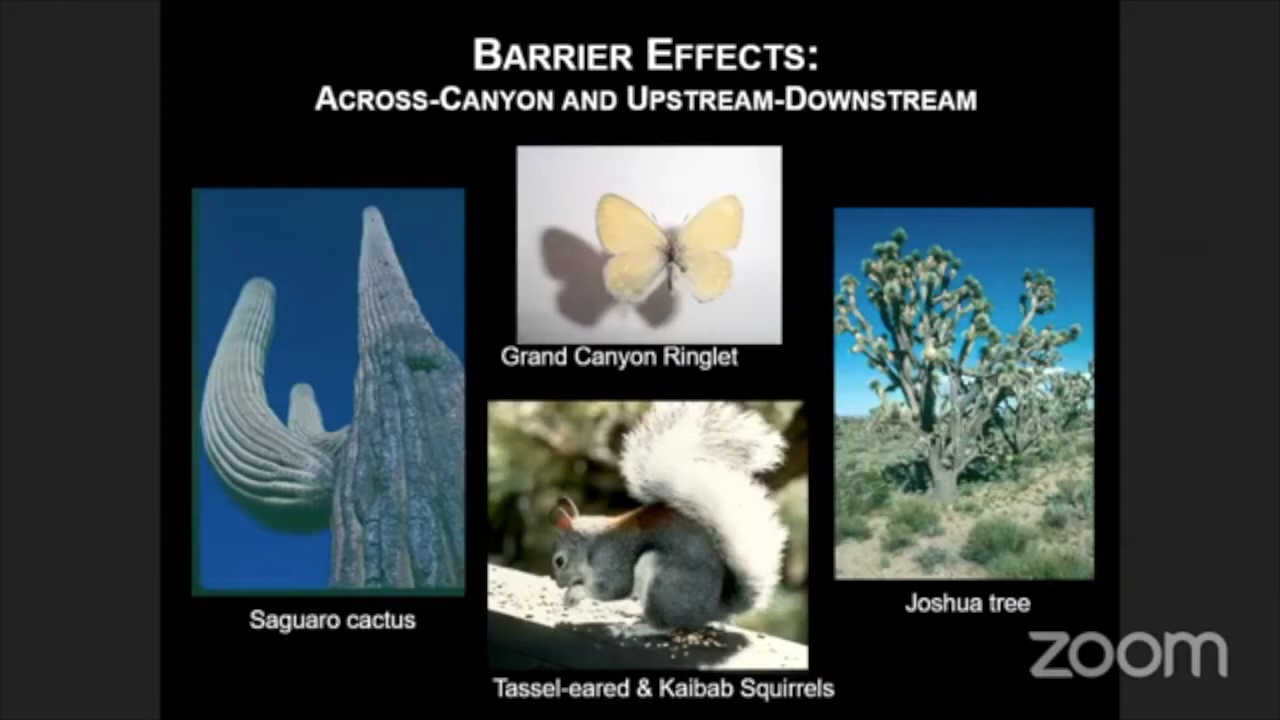 BARRIER EFFECTS:
ACROSS-CANYON AND UPSTREAM-DOWNSTREAM
Grand Canyon Ringlet
Saguaro cactus
Joshua tree
Tassel-eared & Kaibab Squirrels
zoom